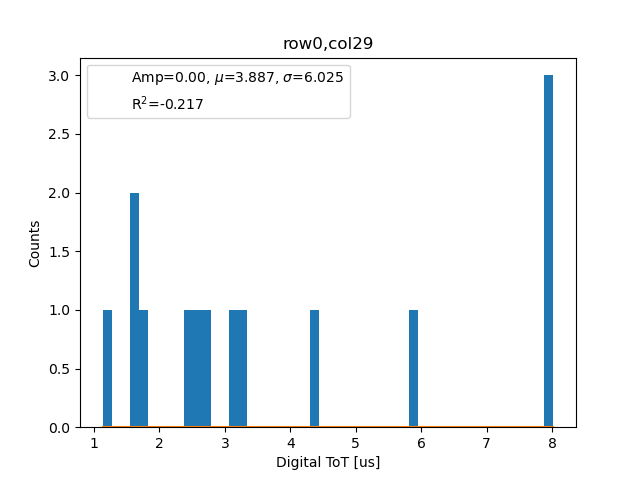 row0,col29
Amp=0.00, μ=3.887, σ=6.025
R²=-0.217
Counts
3.0
2.5
2.0
1.5
1.0
0.5
0.0
1 2 3 4 5 6 7 8
Digital ToT [us]